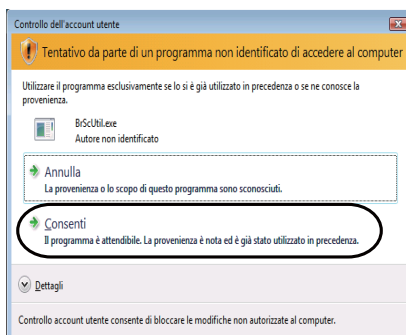 Controllo dell'account utente
Tentativo da parte di un programma non identificato di accedere al computer
Utilizzare il programma esclusivamente se lo si è già utilizzato in precedenza o se ne conosce la
provenienza.
BrScUtil.exe
Autore non identificato
Annulla
La provenienza o lo scopo di questo programma sono sconosciuti.
Consenti
Il programma è attendibile. La provenienza è nota ed è già stato utilizzato in precedenza.
Dettagli
Controllo account utente consente di bloccare le modifiche non autorizzate al computer.